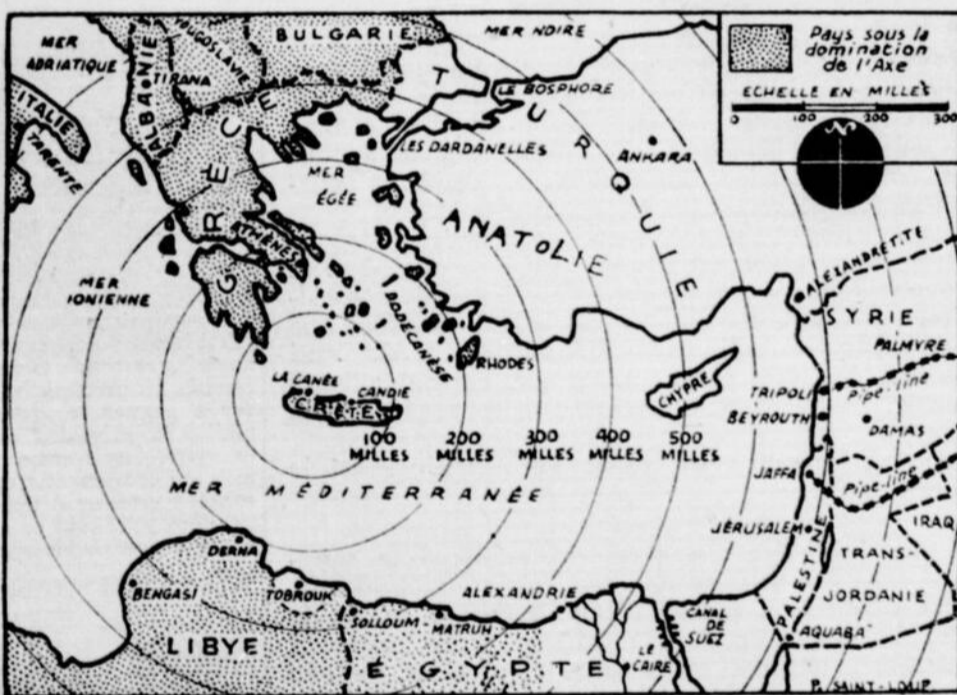 Pays sous la
domination
de l'Axe
ECHELLE EN MILLES
0 100 200 300
MER
ADRIATIQUE
ALBANIE
TIRANA
YUGOSLAVIE
BULGARIE
MER NOIRE
LE BOSPHORE
TURQUIE
ITALIE
TARENTE
GRECE
LES DARDANELLES
ANKARA
MER
ÉGÉE
ANATOLIE
ATHÈNES
MER
IONIENNE
DODÉCANÈSE
RHODES
ALEXANDRETTE
SYRIE
PALMYRE
LA CANÉE
CANDIE
CRÈTE
CHYPRE
TRIPOLI
Pipe-line
BEYROUTH
DAMAS
100 200 300 400 500
MILLES MILLES MILLES MILLES MILLES
JAFFA
Pipe-line
MER MÉDITERRANÉE
JÉRUSALEM
IRAQ
PALESTINE
TRANS-
JORDANIE
DERNA
BENGASI
TOBROUK
ALEXANDRIE
SOLLOUM
MATRUH
CANAL
DE
SUEZ
AQUABA
LIBYE
ÉGYPTE
LE
CAIRE
P. SAINT-LOUP